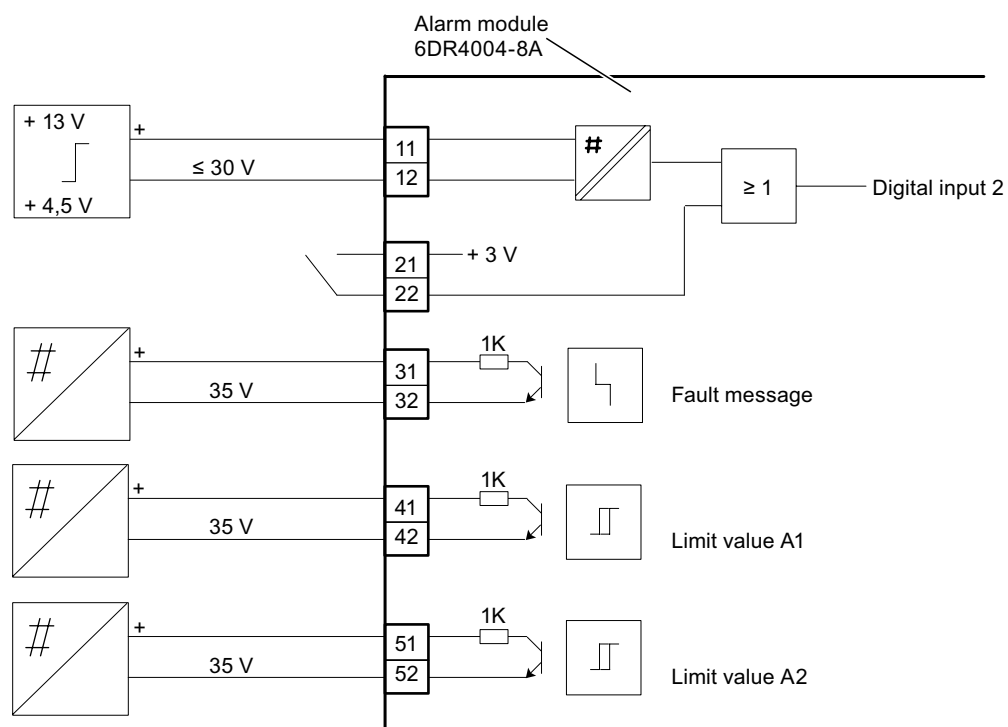 Alarm module
6DR4004-8A
+ 13 V
+ 4,5 V
+
≤ 30 V
11
12
#
≥ 1
Digital input 2
21
22
+ 3 V
#
+
35 V
31
32
1K
Fault message
#
+
35 V
41
42
1K
Limit value A1
#
+
35 V
51
52
1K
Limit value A2